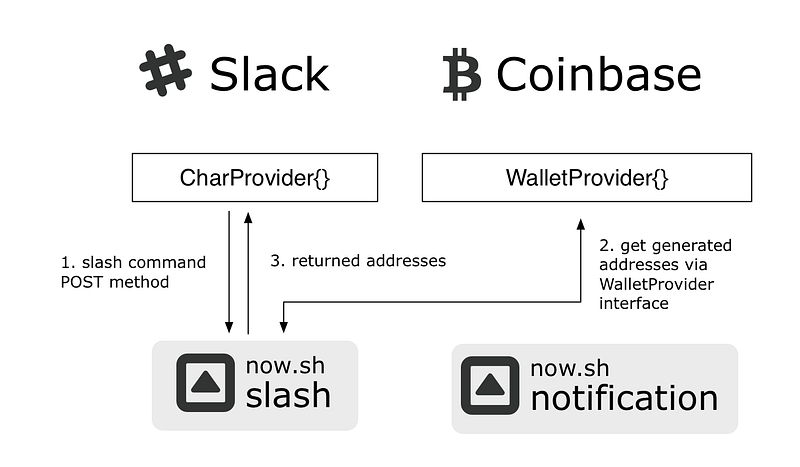 Slack
Coinbase
CharProvider{}
WalletProvider{}
1. slash command
POST method
3. returned addresses
2. get generated
addresses via
WalletProvider
interface
now.sh
slash
now.sh
notification